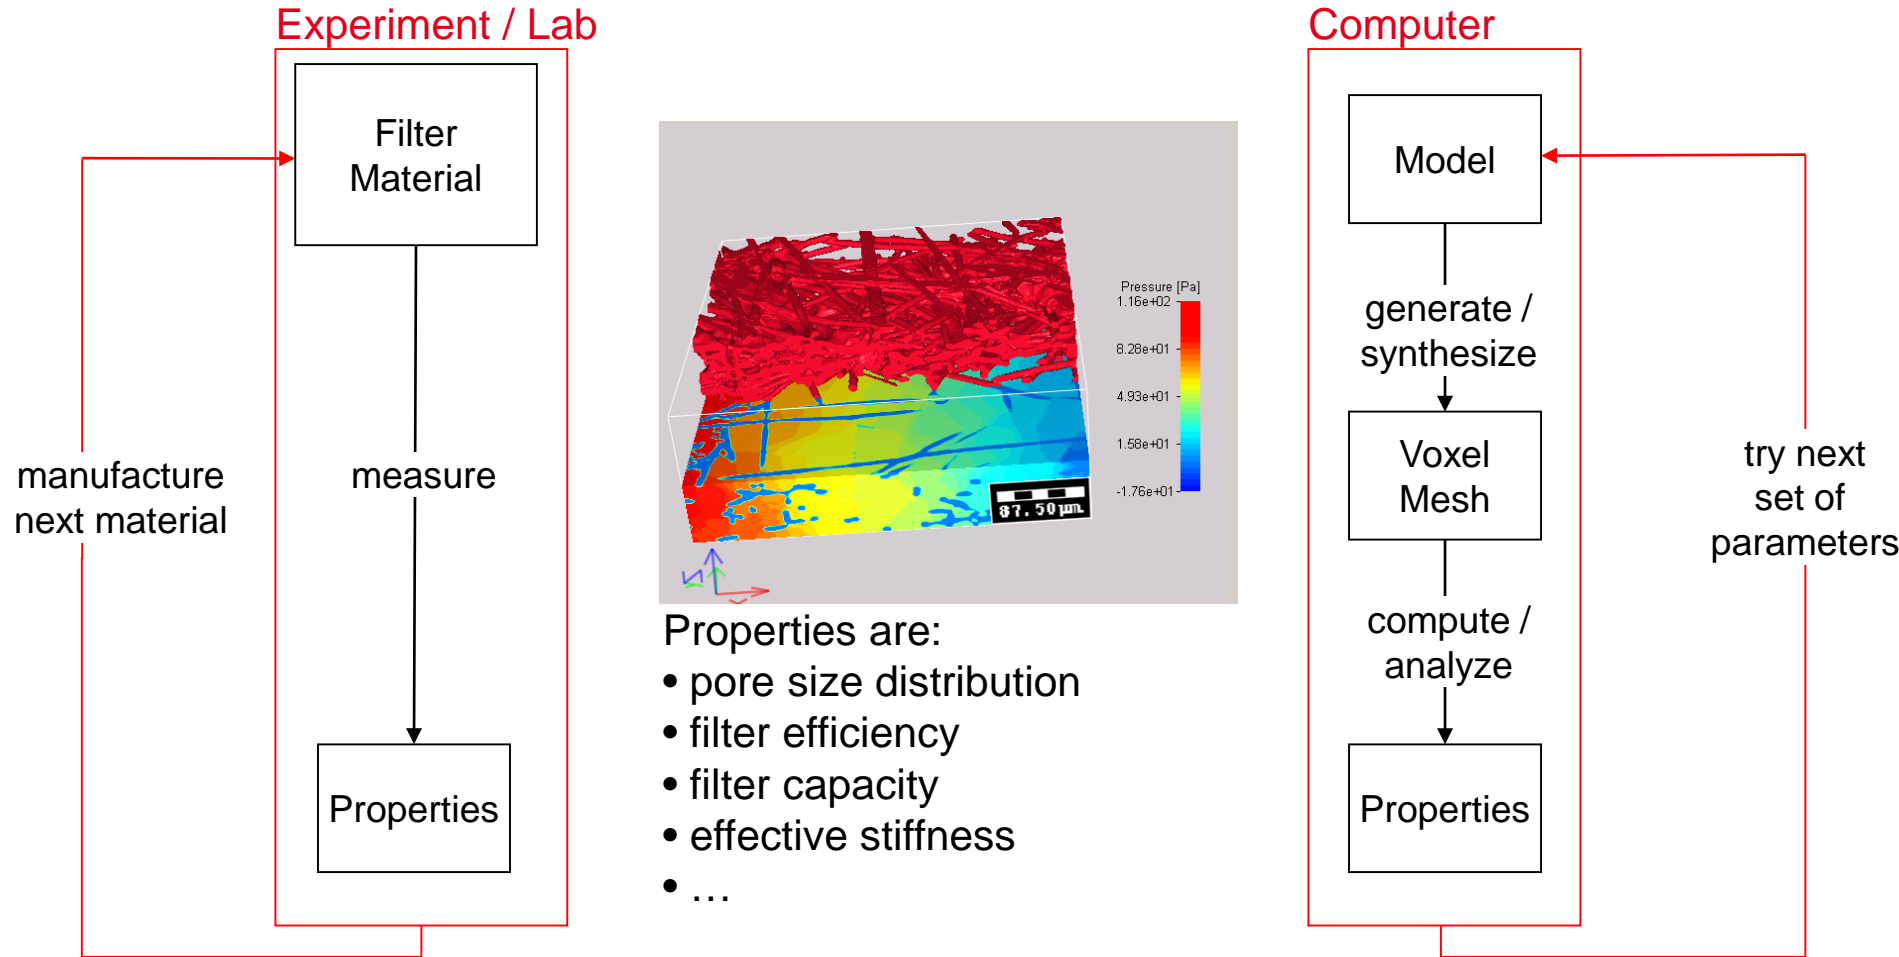 Experiment / Lab
Filter
Material
manufacture
next material
measure
Properties
Pressure [Pa]
1.16e+02
8.28e+01
4.93e+01
1.58e+01
-1.76e+01
87.50µm
Properties are:
• pore size distribution
• filter efficiency
• filter capacity
• effective stiffness
• …
Computer
Model
generate /
synthesize
Voxel
Mesh
compute /
analyze
Properties
try next
set of
parameters